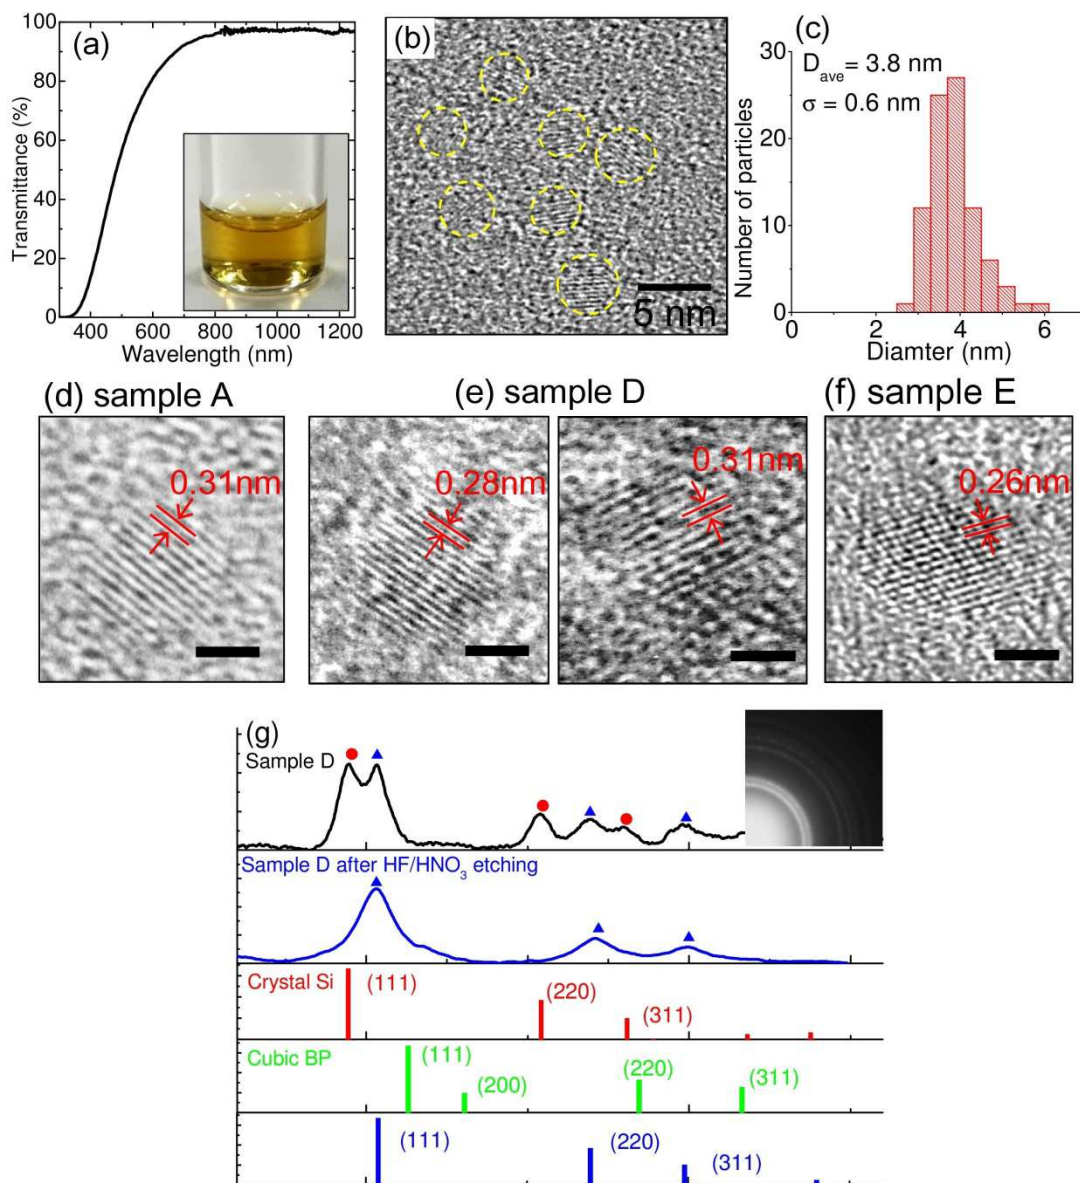 (a)
100
80
60
40
20
0
Transmittance (%)
400 600 800 1000 1200
Wavelength (nm)
(b)
5 nm
(c)
30
20
10
0
Number of particles
D_ave = 3.8 nm
σ = 0.6 nm
0 2 4 6
Diamter (nm)
(d) sample A
0.31nm
(e) sample D
0.28nm
0.31nm
(f) sample E
0.26nm
(g)
Sample D
Sample D after HF/HNO₃ etching
Crystal Si
(111)
(220)
(311)
Cubic BP
(111)
(200)
(220)
(311)
(111)
(220)
(311)